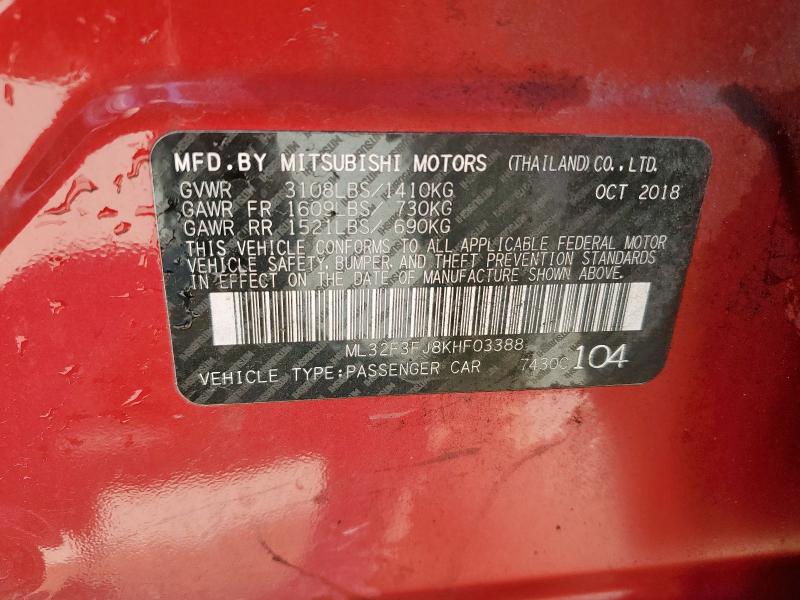 MFD.BY MITSUBISHI MOTORS (THAILAND)CO.,LTD.
GVWR 3108LBS/1410KG OCT 2018
GAWR FR 1609LBS/ 730KG
GAWR RR 1521LBS/ 690KG
THIS VEHICLE CONFORMS TO ALL APPLICABLE FEDERAL MOTOR
VEHICLE SAFETY, BUMPER, AND THEFT PREVENTION STANDARDS
IN EFFECT ON THE DATE OF MANUFACTURE SHOWN ABOVE.
ML32F3FJ8KHF03388
VEHICLE TYPE:PASSENGER CAR 7430C 104